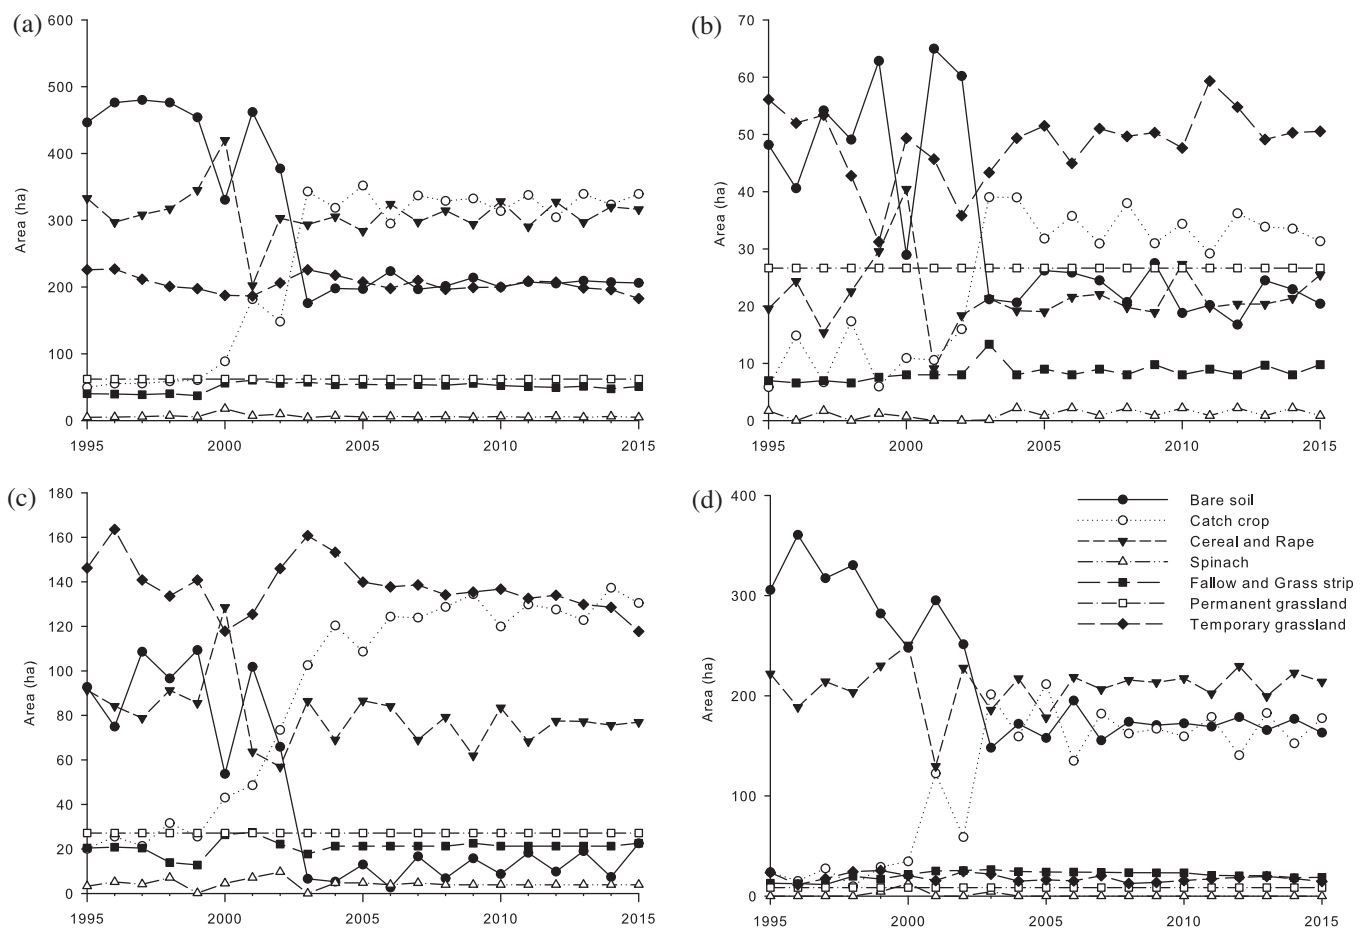 (a)
600
500
400
300
200
100
0
Area (ha)
1995 2000 2005 2010 2015
(b)
70
60
50
40
30
20
10
0
Area (ha)
1995 2000 2005 2010 2015
(c)
180
160
140
120
100
80
60
40
20
0
Area (ha)
1995 2000 2005 2010 2015
(d)
400
300
200
100
0
Area (ha)
1995 2000 2005 2010 2015
Bare soil
Catch crop
Cereal and Rape
Spinach
Fallow and Grass strip
Permanent grassland
Temporary grassland